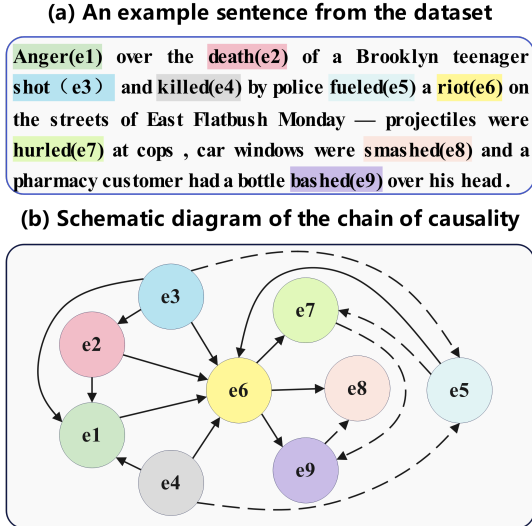 (a) An example sentence from the dataset
Anger(e1) over the death(e2) of a Brooklyn teenager
shot（e3） and killed(e4) by police fueled(e5) a riot(e6) on
the streets of East Flatbush Monday — projectiles were
hurled(e7) at cops , car windows were smashed(e8) and a
pharmacy customer had a bottle bashed(e9) over his head .
(b) Schematic diagram of the chain of causality
e3
e7
e2
e6
e8
e5
e1
e9
e4